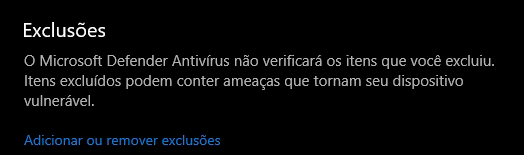 Exclusões
O Microsoft Defender Antivírus não verificará os itens que você excluiu.
Itens excluídos podem conter ameaças que tornam seu dispositivo
vulnerável.
Adicionar ou remover exclusões